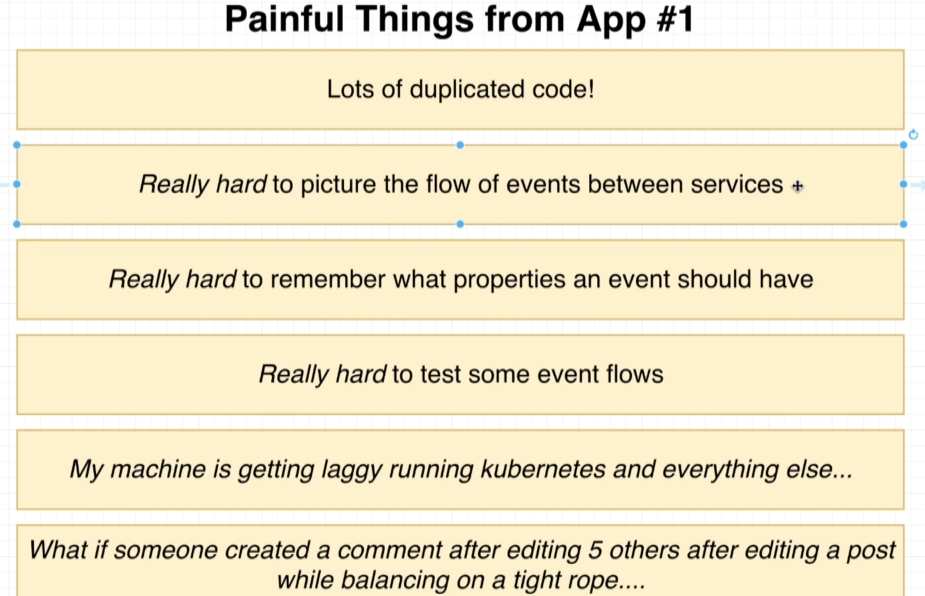 Painful Things from App #1
Lots of duplicated code!
Really hard to picture the flow of events between services
Really hard to remember what properties an event should have
Really hard to test some event flows
My machine is getting laggy running kubernetes and everything else...
What if someone created a comment after editing 5 others after editing a post
while balancing on a tight rope....